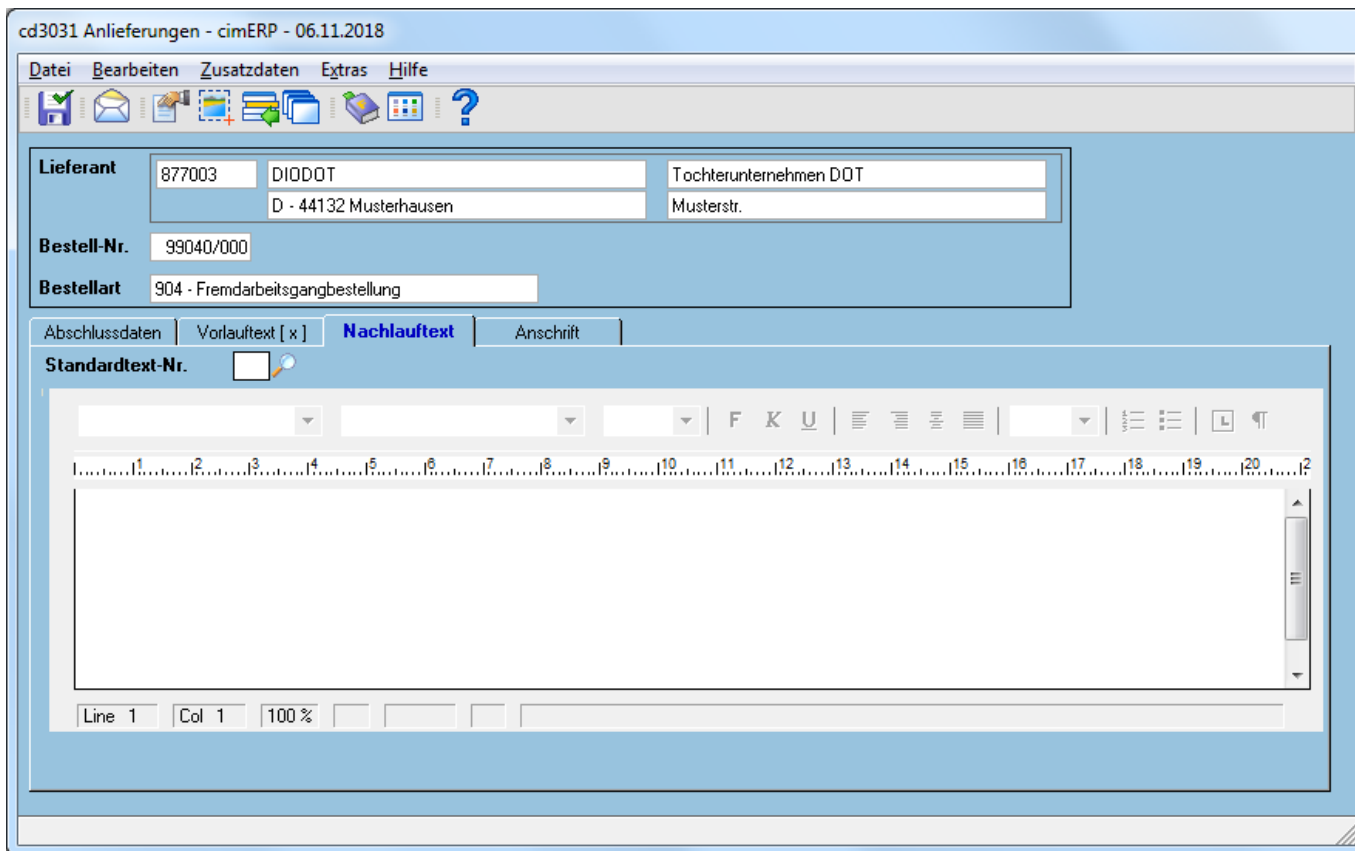 cd3031 Anlieferungen - cimERP - 06.11.2018
Datei Bearbeiten Zusatzdaten Extras Hilfe
Lieferant 877003 DIODOT Tochterunternehmen DOT
D - 44132 Musterhausen Musterstr.
Bestell-Nr. 99040/000
Bestellart 904 - Fremdarbeitsgangbestellung
Abschlussdaten Vorlauftext [ x ] Nachlauftext Anschrift
Standardtext-Nr.
F K U L ¶
1 2 3 4 5 6 7 8 9 10 11 12 13 14 15 16 17 18 19 20 2
Line 1 Col 1 100 %